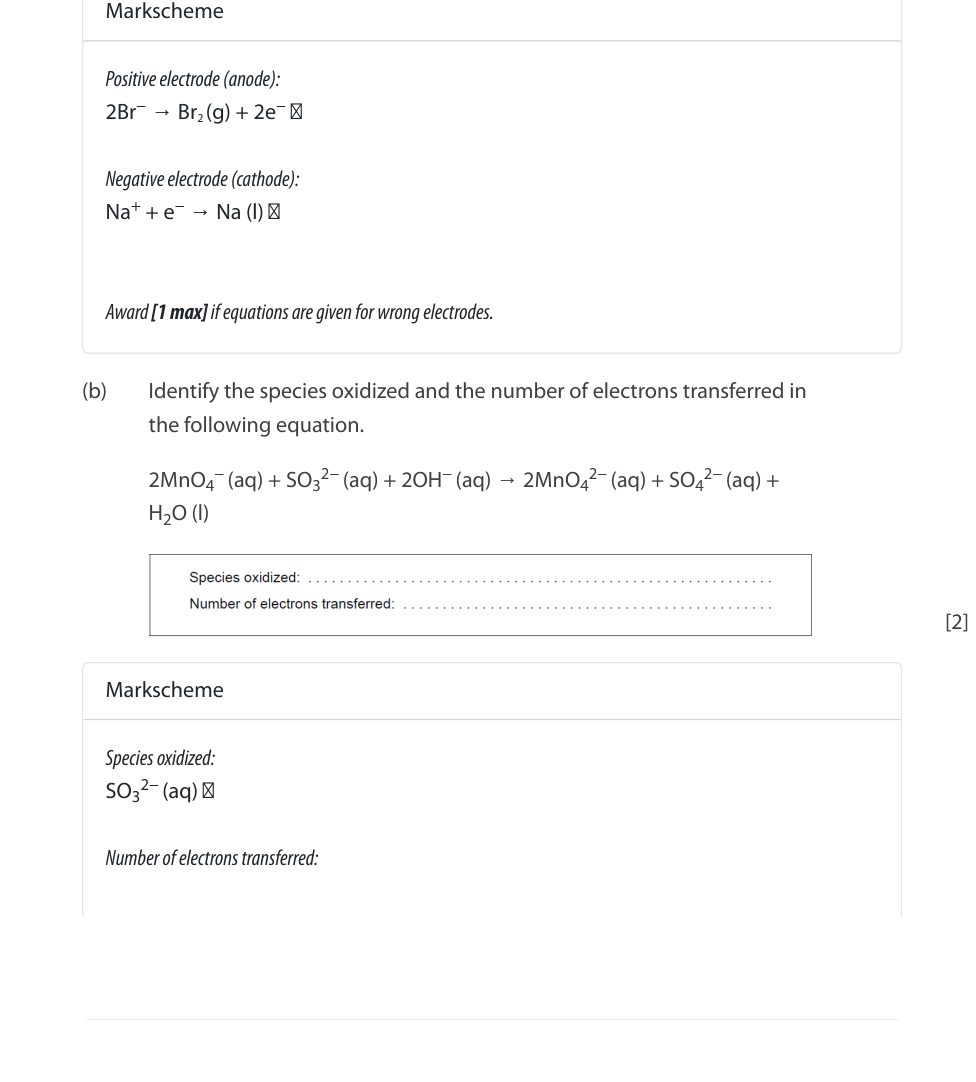 Markscheme
Positive electrode (anode):
2Br⁻ → Br₂ (g) + 2e⁻ ☒
Negative electrode (cathode):
Na⁺ + e⁻ → Na (l) ☒
Award [1 max] if equations are given for wrong electrodes.
(b) Identify the species oxidized and the number of electrons transferred in
the following equation.
2MnO₄⁻ (aq) + SO₃²⁻ (aq) + 2OH⁻ (aq) → 2MnO₄²⁻ (aq) + SO₄²⁻ (aq) +
H₂O (l)
Species oxidized: ............................................................
Number of electrons transferred: ................................................
[2]
Markscheme
Species oxidized:
SO₃²⁻ (aq) ☒
Number of electrons transferred: